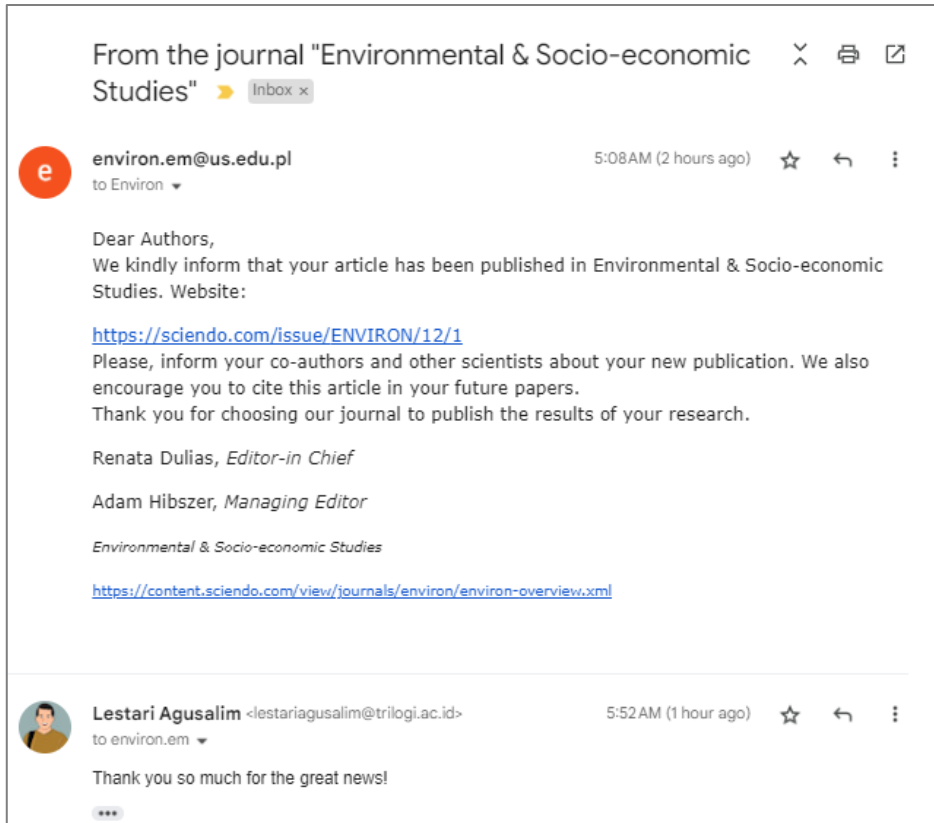 From the journal "Environmental & Socio-economic
Studies" Inbox ×
e
environ.em@us.edu.pl 5:08 AM (2 hours ago)
to Environ
Dear Authors,
We kindly inform that your article has been published in Environmental & Socio-economic
Studies. Website:
https://sciendo.com/issue/ENVIRON/12/1
Please, inform your co-authors and other scientists about your new publication. We also
encourage you to cite this article in your future papers.
Thank you for choosing our journal to publish the results of your research.
Renata Dulias, Editor-in Chief
Adam Hibszer, Managing Editor
Environmental & Socio-economic Studies
https://content.sciendo.com/view/journals/environ/environ-overview.xml
Lestari Agusalim <lestariagusalim@trilogi.ac.id> 5:52 AM (1 hour ago)
to environ.em
Thank you so much for the great news!